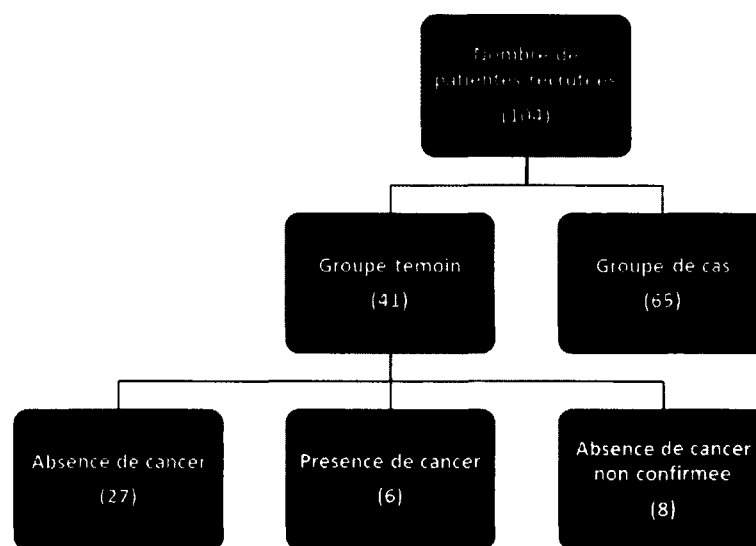 Nombre de
patientes recrutees
(104)
Groupe temoin
(41)
Groupe de cas
(65)
Absence de cancer
(27)
Presence de cancer
(6)
Absence de cancer
non confirmee
(8)